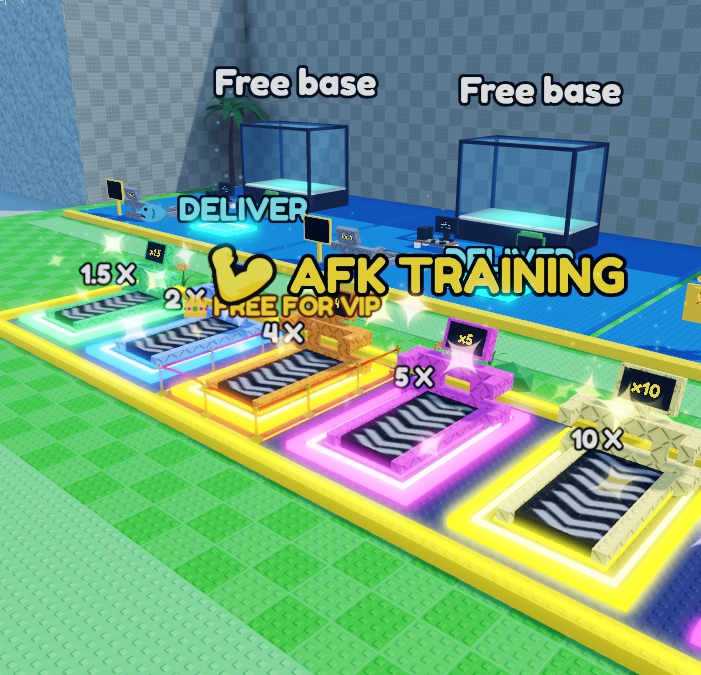 Free base
Free base
DELIVER
DELIVER
AFK TRAINING
x1.5
1.5 X
2 X
FREE FOR VIP
4 X
x5
5 X
x10
10 X